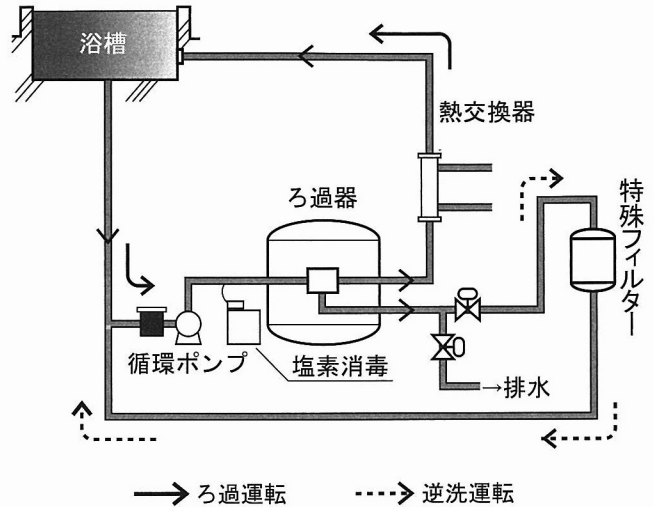 浴槽
熱交換器
ろ過器
特殊フィルター
循環ポンプ
塩素消毒
→排水
ろ過運転
逆洗運転